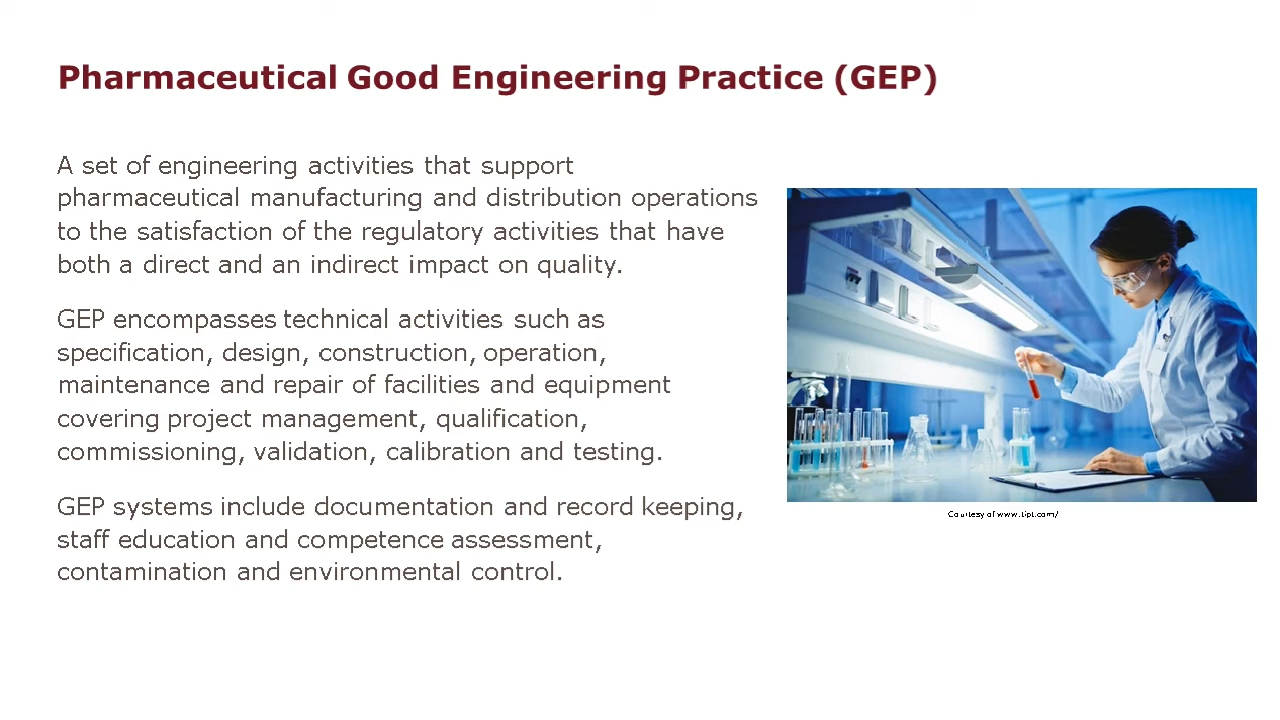 Pharmaceutical Good Engineering Practice (GEP)
A set of engineering activities that support
pharmaceutical manufacturing and distribution operations
to the satisfaction of the regulatory activities that have
both a direct and an indirect impact on quality.
GEP encompasses technical activities such as
specification, design, construction, operation,
maintenance and repair of facilities and equipment
covering project management, qualification,
commissioning, validation, calibration and testing.
GEP systems include documentation and record keeping,
staff education and competence assessment,
contamination and environmental control.
Courtesy of www.tipt.com/